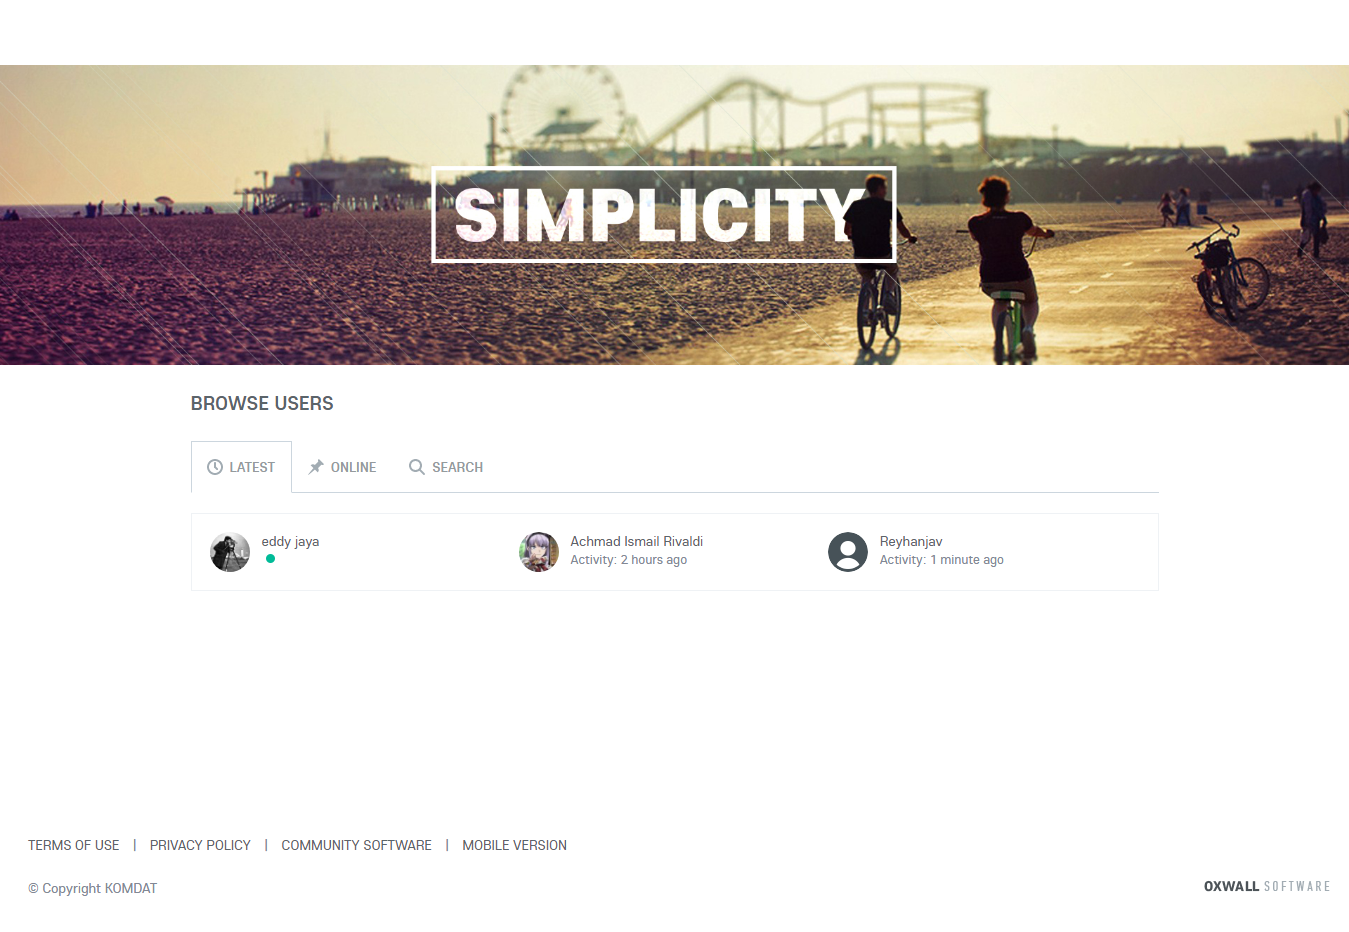 SIMPLICITY
BROWSE USERS
LATEST ONLINE SEARCH
eddy jaya
Achmad Ismail Rivaldi
Activity: 2 hours ago
Reyhanjav
Activity: 1 minute ago
TERMS OF USE | PRIVACY POLICY | COMMUNITY SOFTWARE | MOBILE VERSION
© Copyright KOMDAT
OXWALL SOFTWARE